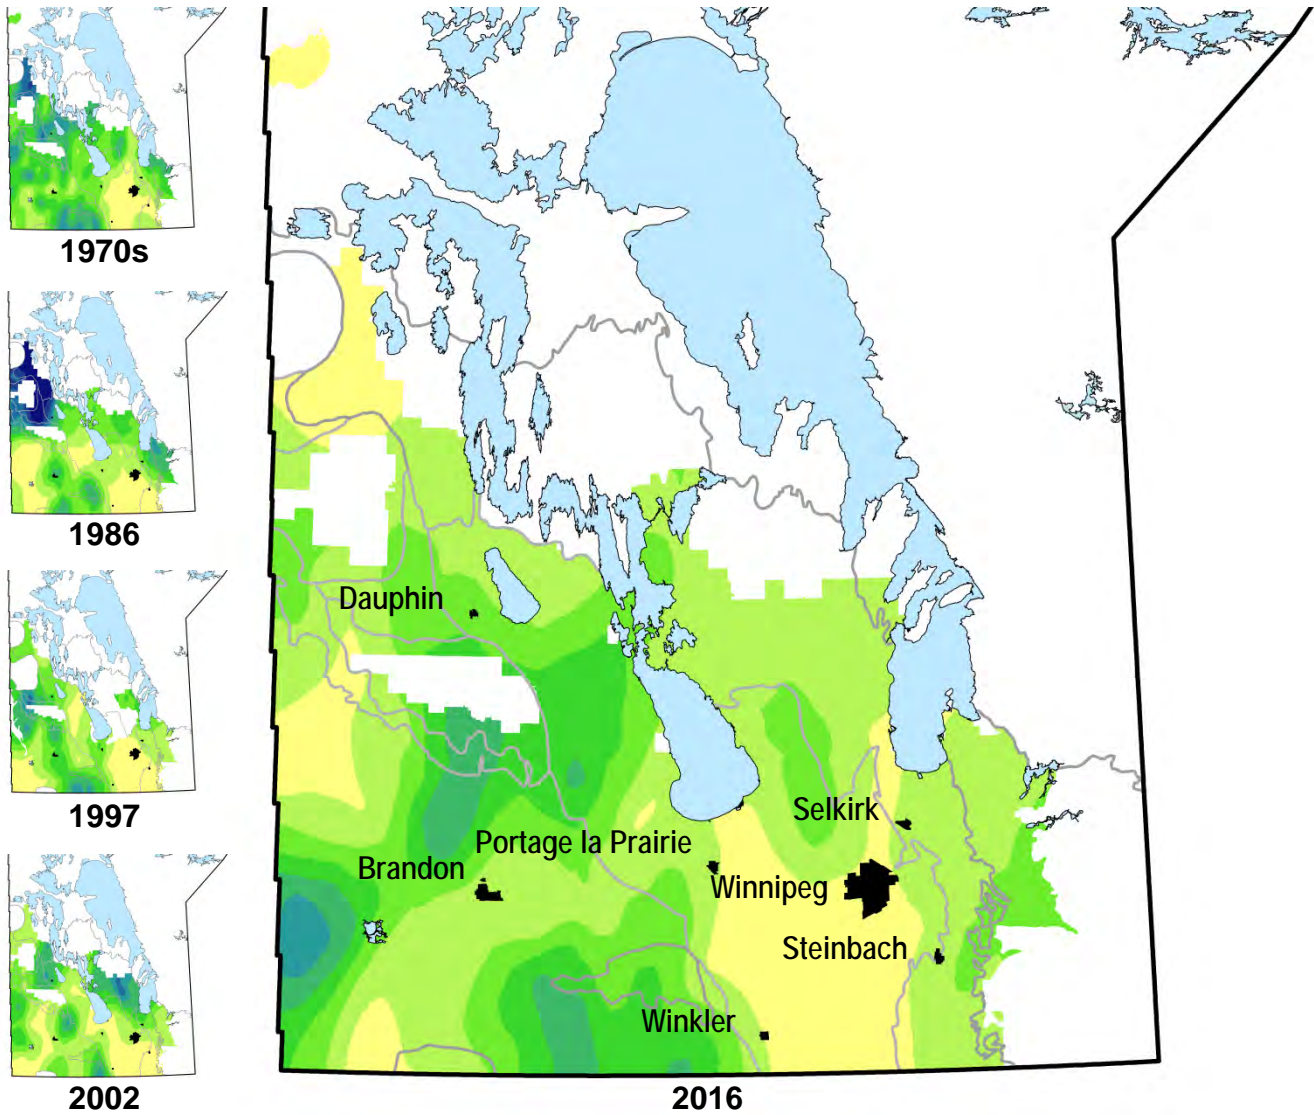 1970s
1986
1997
2002
Dauphin
Selkirk
Portage la Prairie
Brandon
Winnipeg
Steinbach
Winkler
2016